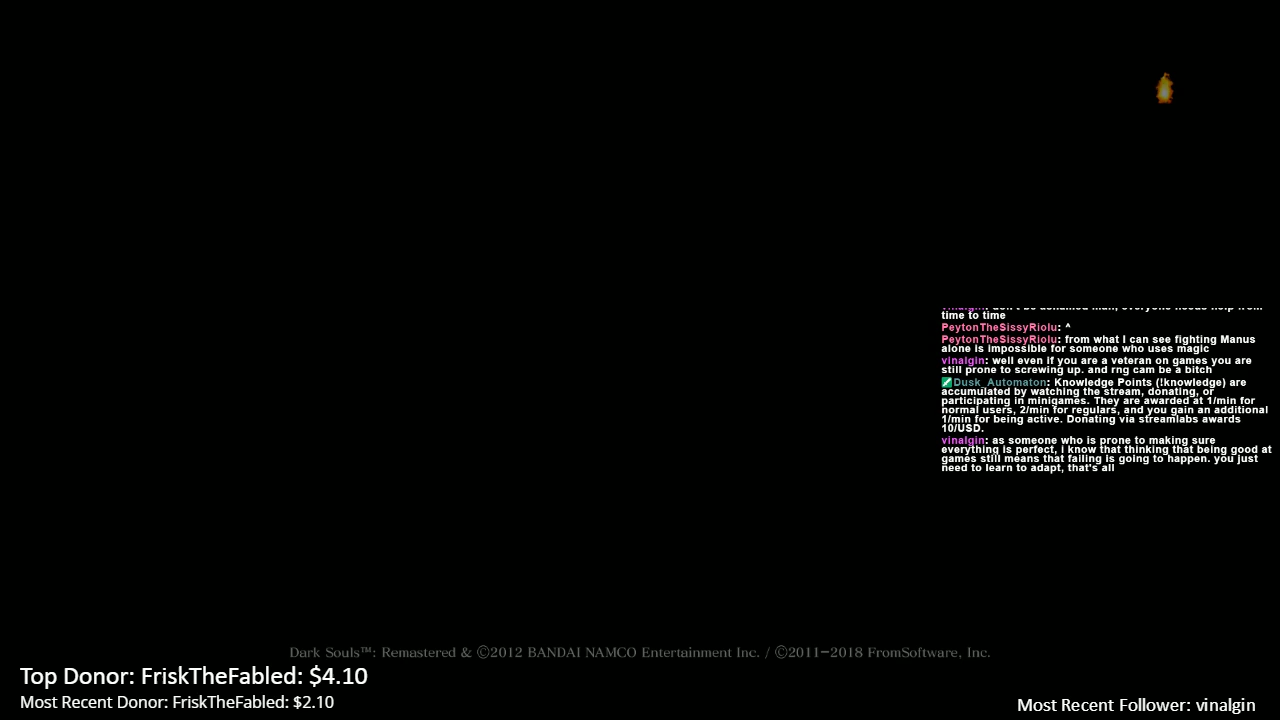 time to time
PeytonTheSissyRiolu: ^
PeytonTheSissyRiolu: from what I can see fighting Manus
alone is impossible for someone who uses magic
vinalgin: well even if you are a veteran on games you are
still prone to screwing up. and rng cam be a bitch
Dusk_Automaton: Knowledge Points (!knowledge) are
accumulated by watching the stream, donating, or
participating in minigames. They are awarded at 1/min for
normal users, 2/min for regulars, and you gain an additional
1/min for being active. Donating via streamlabs awards
10/USD.
vinalgin: as someone who is prone to making sure
everything is perfect, i know that thinking that being good at
games still means that failing is going to happen. you just
need to learn to adapt, that's all
Dark Souls™: Remastered & ©2012 BANDAI NAMCO Entertainment Inc. / ©2011-2018 FromSoftware, Inc.
Top Donor: FriskTheFabled: $4.10
Most Recent Donor: FriskTheFabled: $2.10
Most Recent Follower: vinalgin